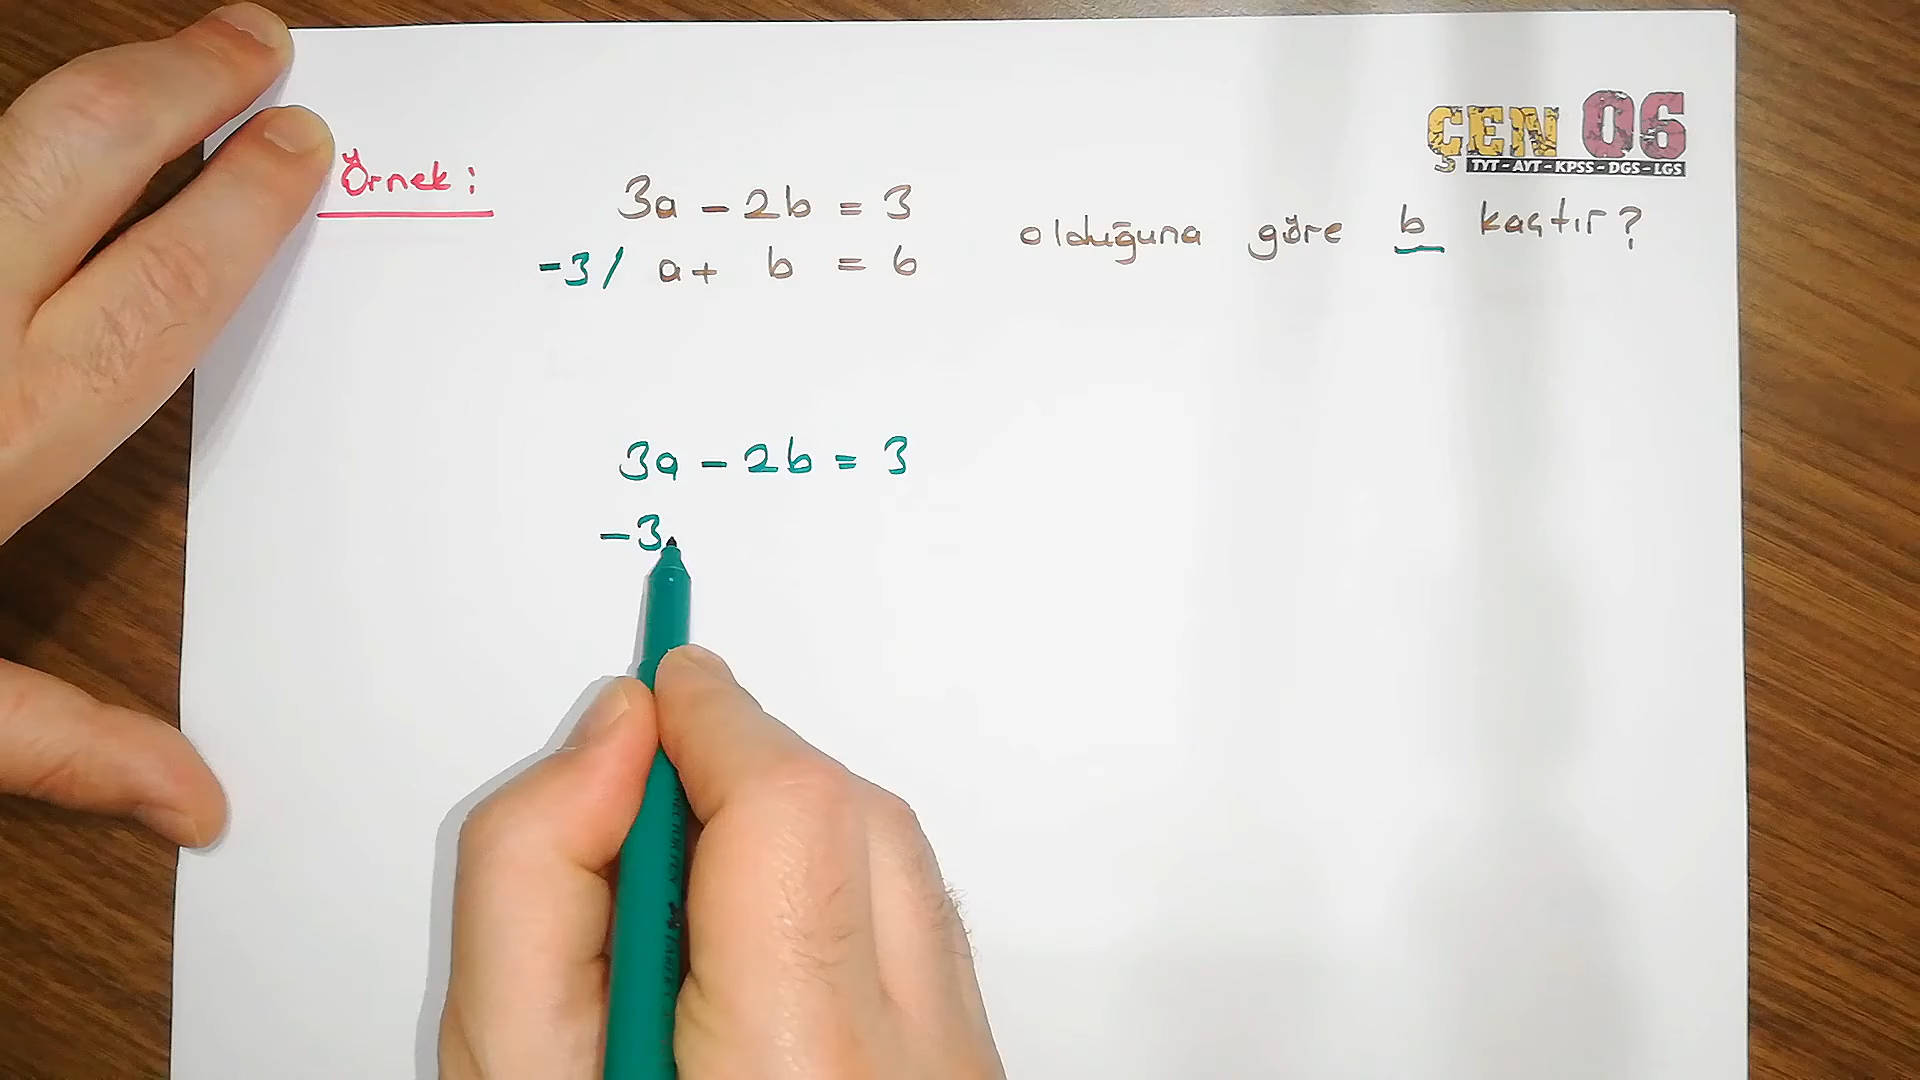 ÇEN 06
TYT - AYT - KPSS - DGS - LGS
Örnek :
3a - 2b = 3
-3 / a + b = 6
olduğuna göre b kaçtır?
3a - 2b = 3
-3